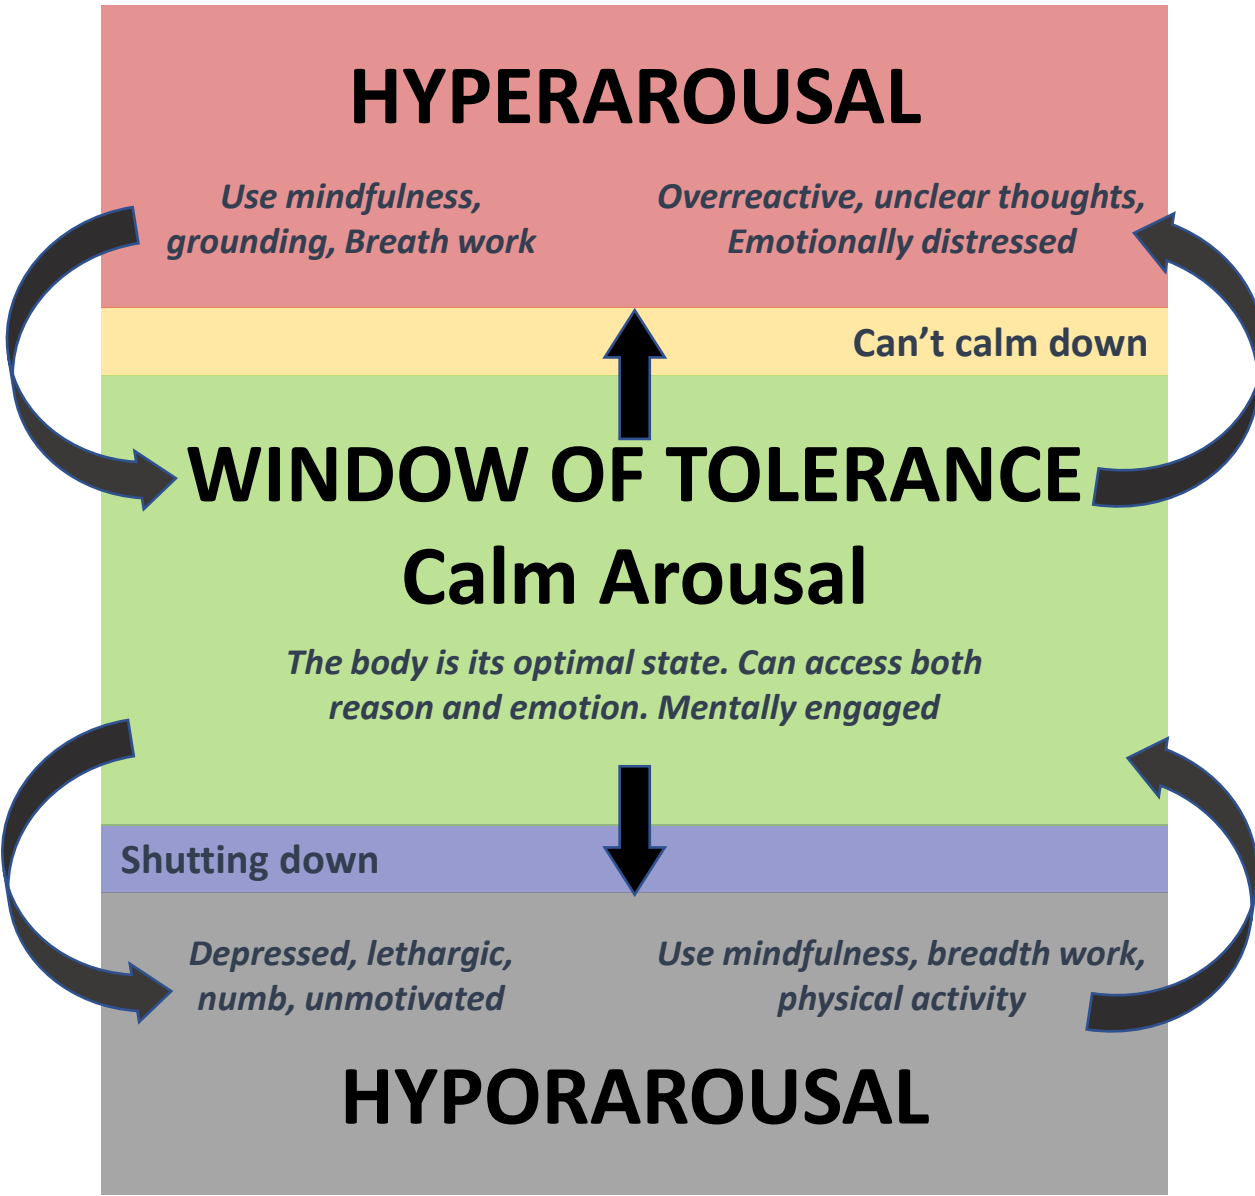 HYPERAROUSAL
Use mindfulness,
grounding, Breath work
Overreactive, unclear thoughts,
Emotionally distressed
Can't calm down
WINDOW OF TOLERANCE
Calm Arousal
The body is its optimal state. Can access both
reason and emotion. Mentally engaged
Shutting down
Depressed, lethargic,
numb, unmotivated
Use mindfulness, breadth work,
physical activity
HYPORAROUSAL